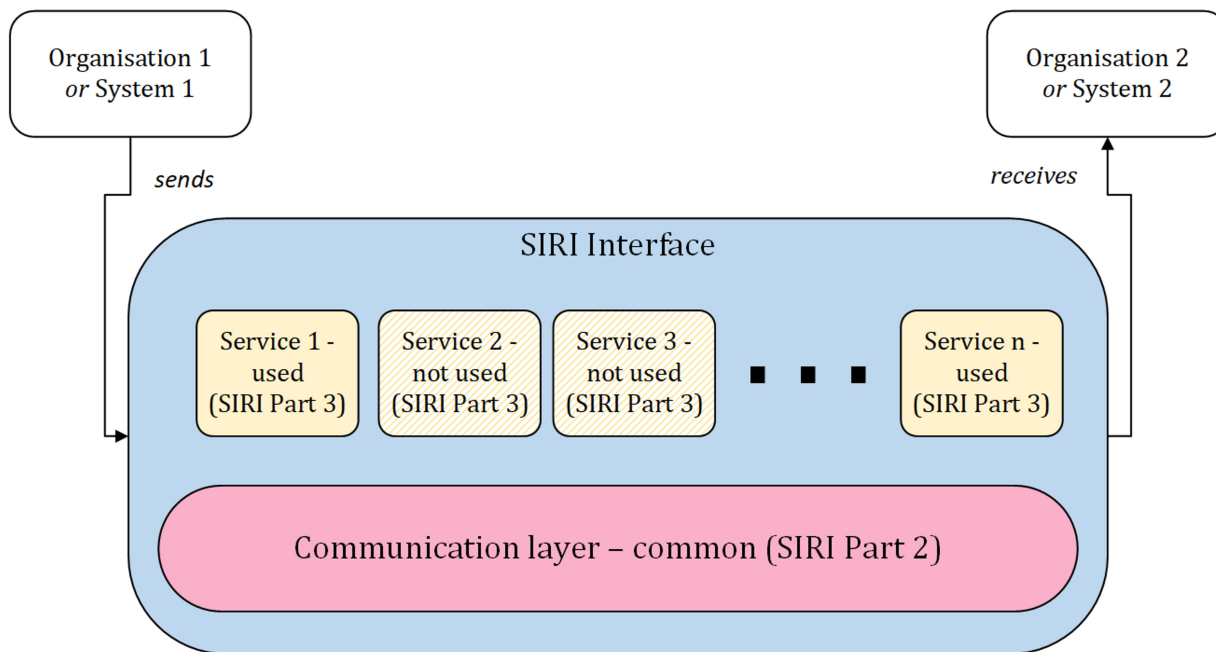 Organisation 1
or System 1
Organisation 2
or System 2
sends
receives
SIRI Interface
Service 1 -
used
(SIRI Part 3)
Service 2 -
not used
(SIRI Part 3)
Service 3 -
not used
(SIRI Part 3)
Service n -
used
(SIRI Part 3)
Communication layer – common (SIRI Part 2)